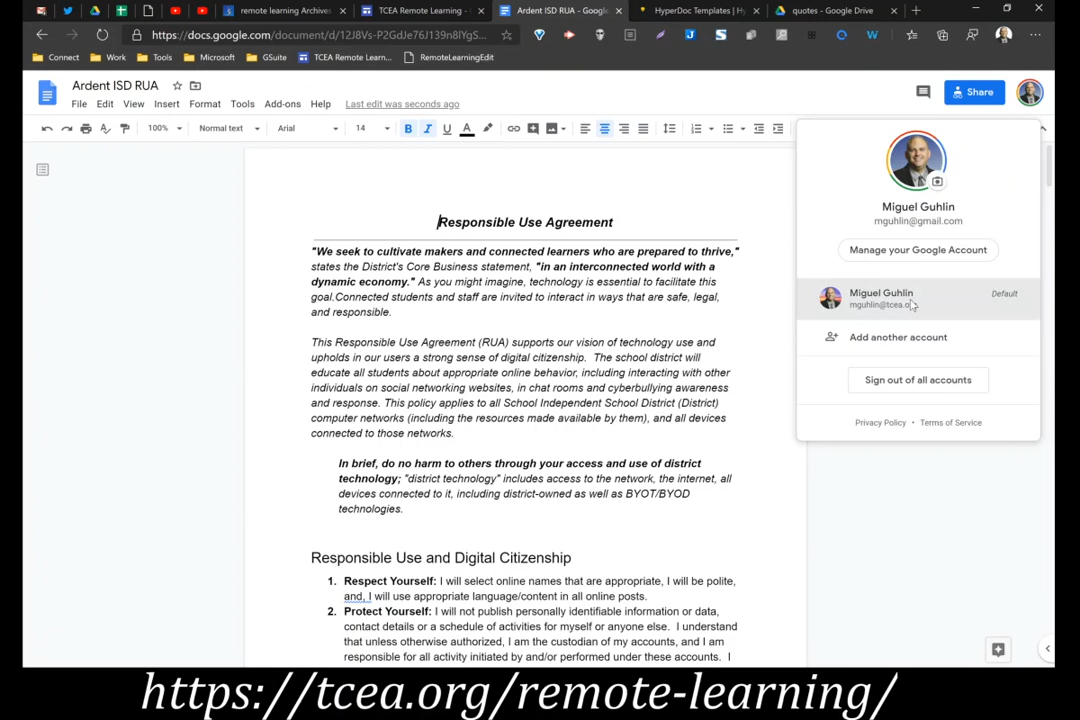 remote learning Archives
TCEA Remote Learning -
Ardent ISD RUA - Google
HyperDoc Templates | Hy
quotes - Google Drive
https://docs.google.com/document/d/12J8Vs-P2GdJe76J139n8lYgS...
Connect
Work
Tools
Microsoft
GSuite
TCEA Remote Learn...
RemoteLearningEdit
Ardent ISD RUA
File Edit View Insert Format Tools Add-ons Help Last edit was seconds ago
Share
100% Normal text Arial 14 B I U A
Responsible Use Agreement
"We seek to cultivate makers and connected learners who are prepared to thrive,"
states the District's Core Business statement, "in an interconnected world with a
dynamic economy." As you might imagine, technology is essential to facilitate this
goal.Connected students and staff are invited to interact in ways that are safe, legal,
and responsible.
This Responsible Use Agreement (RUA) supports our vision of technology use and
upholds in our users a strong sense of digital citizenship. The school district will
educate all students about appropriate online behavior, including interacting with other
individuals on social networking websites, in chat rooms and cyberbullying awareness
and response. This policy applies to all School Independent School District (District)
computer networks (including the resources made available by them), and all devices
connected to those networks.
In brief, do no harm to others through your access and use of district
technology; "district technology" includes access to the network, the internet, all
devices connected to it, including district-owned as well as BYOT/BYOD
technologies.
Responsible Use and Digital Citizenship
1. Respect Yourself: I will select online names that are appropriate, I will be polite,
and, I will use appropriate language/content in all online posts.
2. Protect Yourself: I will not publish personally identifiable information or data,
contact details or a schedule of activities for myself or anyone else. I understand
that unless otherwise authorized, I am the custodian of my accounts, and I am
responsible for all activity initiated by and/or performed under these accounts. I
Miguel Guhlin
mguhlin@gmail.com
Manage your Google Account
Miguel Guhlin
Default
mguhlin@tcea.o
Add another account
Sign out of all accounts
Privacy Policy • Terms of Service
https://tcea.org/remote-learning/